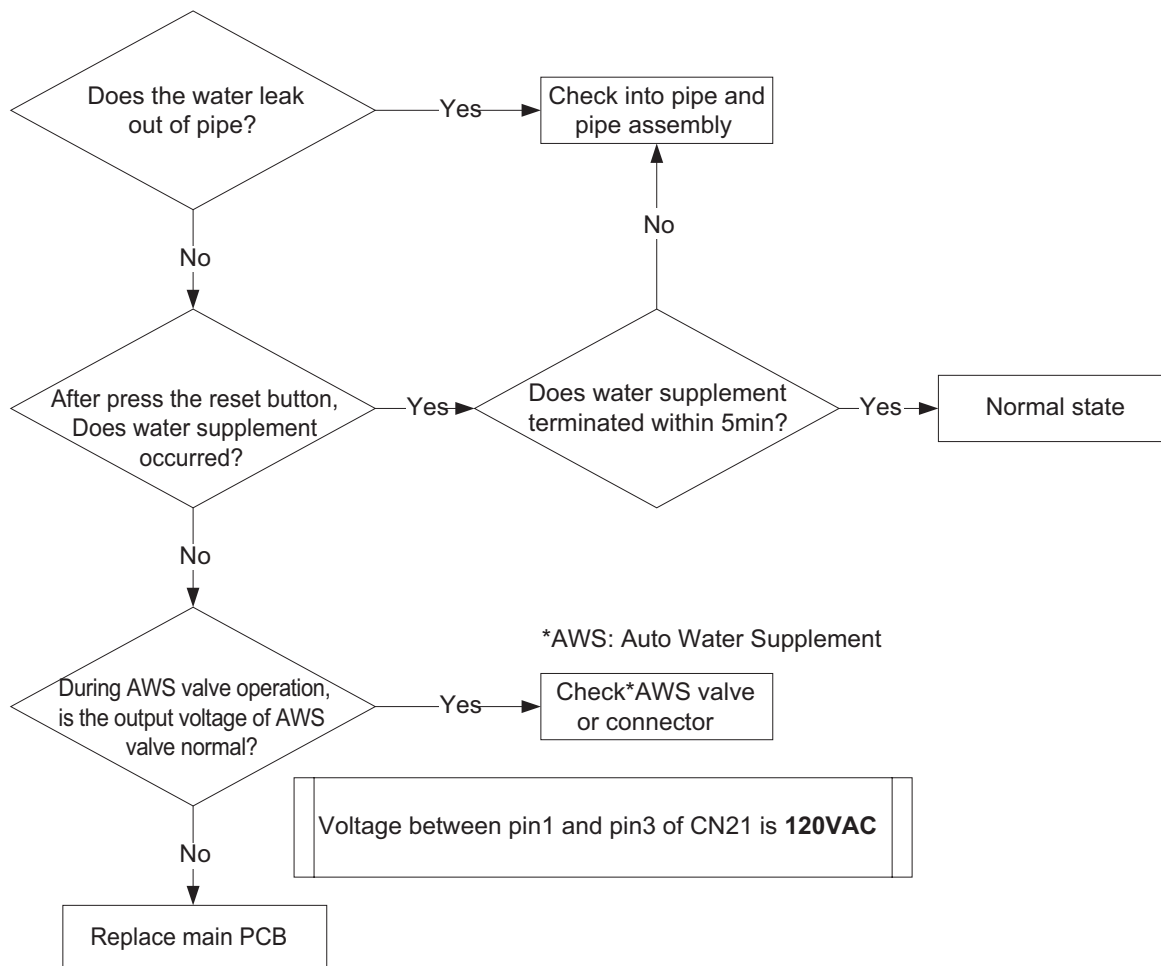 Does the water leak
out of pipe?
Yes
Check into pipe and
pipe assembly
No
No
After press the reset button,
Does water supplement
occurred?
Yes
Does water supplement
terminated within 5min?
Yes
Normal state
No
*AWS: Auto Water Supplement
During AWS valve operation,
is the output voltage of AWS
valve normal?
Yes
Check*AWS valve
or connector
Voltage between pin1 and pin3 of CN21 is 120VAC
No
Replace main PCB